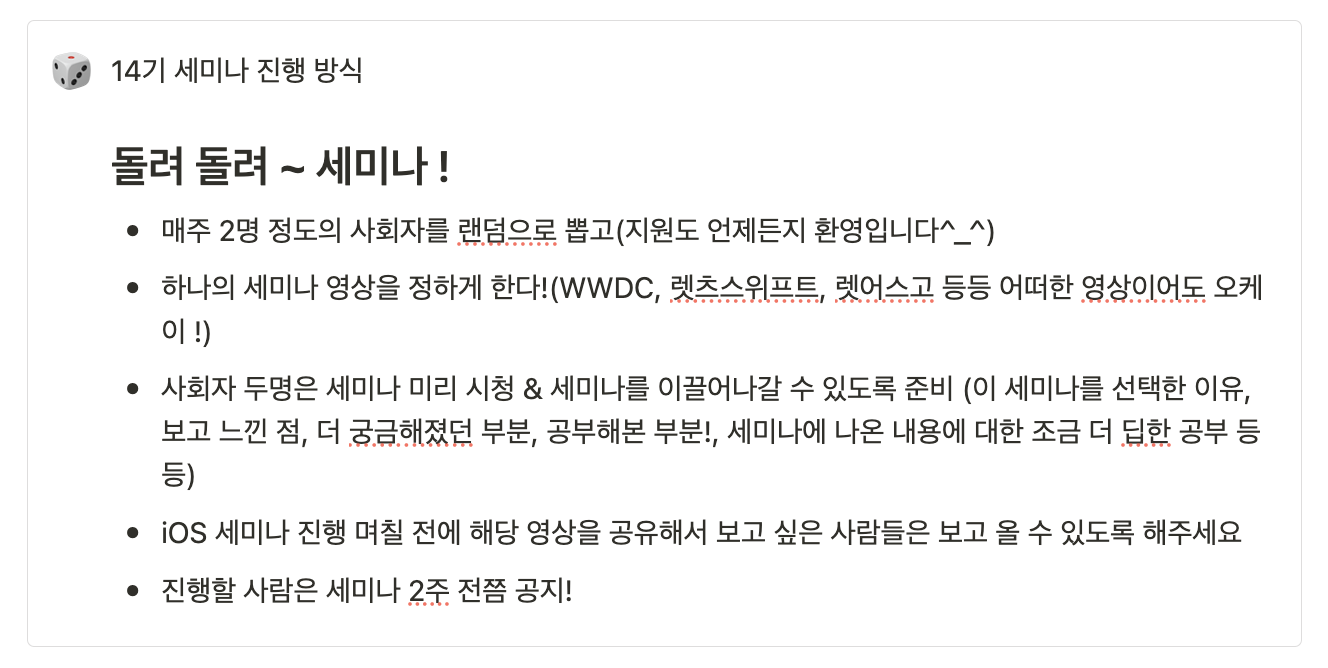 14기 세미나 진행 방식
돌려 돌려 ~ 세미나 !
• 매주 2명 정도의 사회자를 랜덤으로 뽑고(지원도 언제든지 환영입니다^_^)
• 하나의 세미나 영상을 정하게 한다!(WWDC, 렛츠스위프트, 렛어스고 등등 어떠한 영상이어도 오케
이 !)
• 사회자 두명은 세미나 미리 시청 & 세미나를 이끌어나갈 수 있도록 준비 (이 세미나를 선택한 이유,
보고 느낀 점, 더 궁금해졌던 부분, 공부해본 부분!, 세미나에 나온 내용에 대한 조금 더 딥한 공부 등
등)
• iOS 세미나 진행 며칠 전에 해당 영상을 공유해서 보고 싶은 사람들은 보고 올 수 있도록 해주세요
• 진행할 사람은 세미나 2주 전쯤 공지!